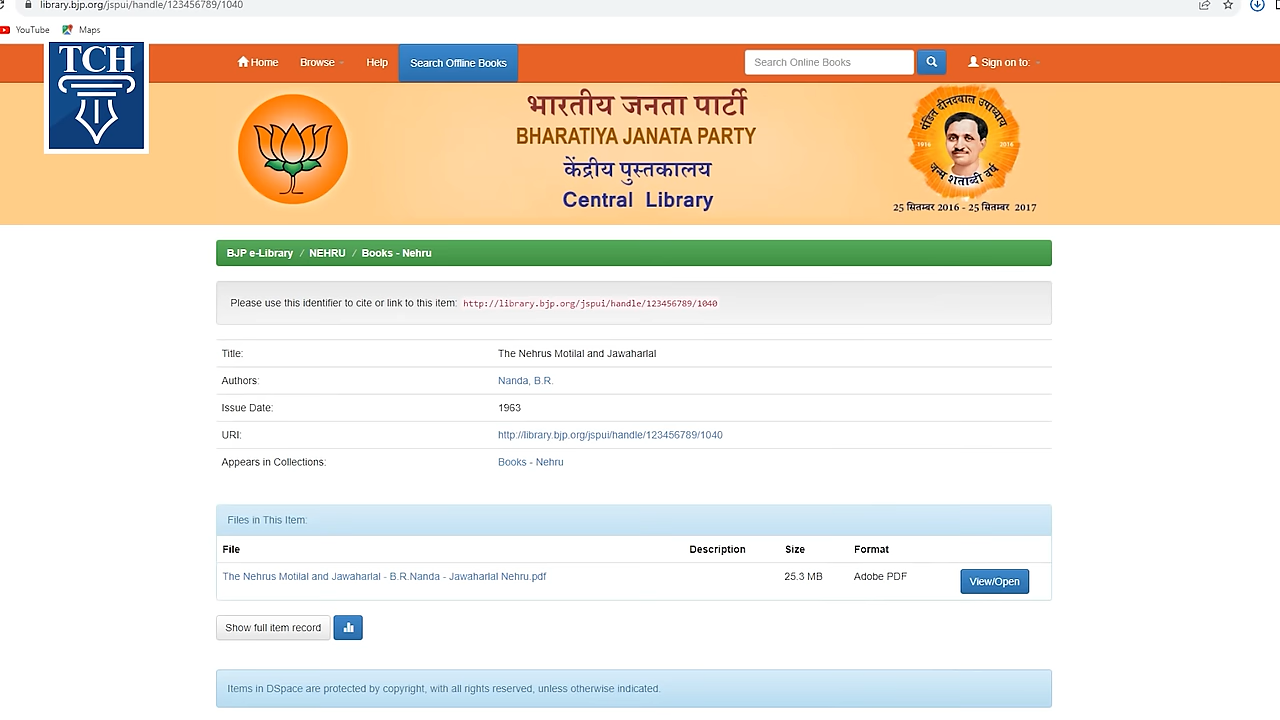 library.bjp.org/jspui/handle/123456789/1040
YouTube Maps
TCH
Home Browse Help Search Offline Books Search Online Books Sign on to:
भारतीय जनता पार्टी
BHARATIYA JANATA PARTY
केंद्रीय पुस्तकालय
Central Library
पंडित दीनदयाल उपाध्याय
1916 2016
जन्म शताब्दी वर्ष
25 सितम्बर 2016 - 25 सितम्बर 2017
BJP e-Library / NEHRU / Books - Nehru
Please use this identifier to cite or link to this item: http://library.bjp.org/jspui/handle/123456789/1040
Title: The Nehrus Motilal and Jawaharlal
Authors: Nanda, B.R.
Issue Date: 1963
URI: http://library.bjp.org/jspui/handle/123456789/1040
Appears in Collections: Books - Nehru
Files in This Item:
File Description Size Format
The Nehrus Motilal and Jawaharlal - B.R.Nanda - Jawaharlal Nehru.pdf 25.3 MB Adobe PDF View/Open
Show full item record
Items in DSpace are protected by copyright, with all rights reserved, unless otherwise indicated.